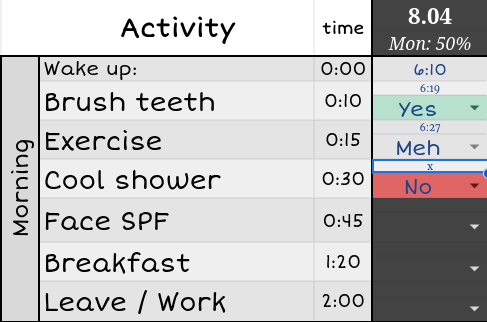 Activity time 8.04
Mon: 50%
Morning
Wake up: 0:00 6:10
6:19
Brush teeth 0:10 Yes
6:27
Exercise 0:15 Meh
x
Cool shower 0:30 No
Face SPF 0:45
Breakfast 1:20
Leave / Work 2:00